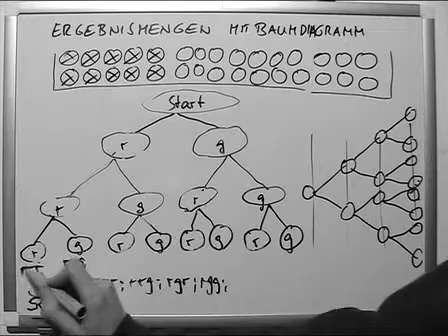 ERGEBNISMENGEN MIT BAUMDIAGRAMM
Start
r g
r g r g
r g r g r g r g
; rrg ; rgr ; rgg ;